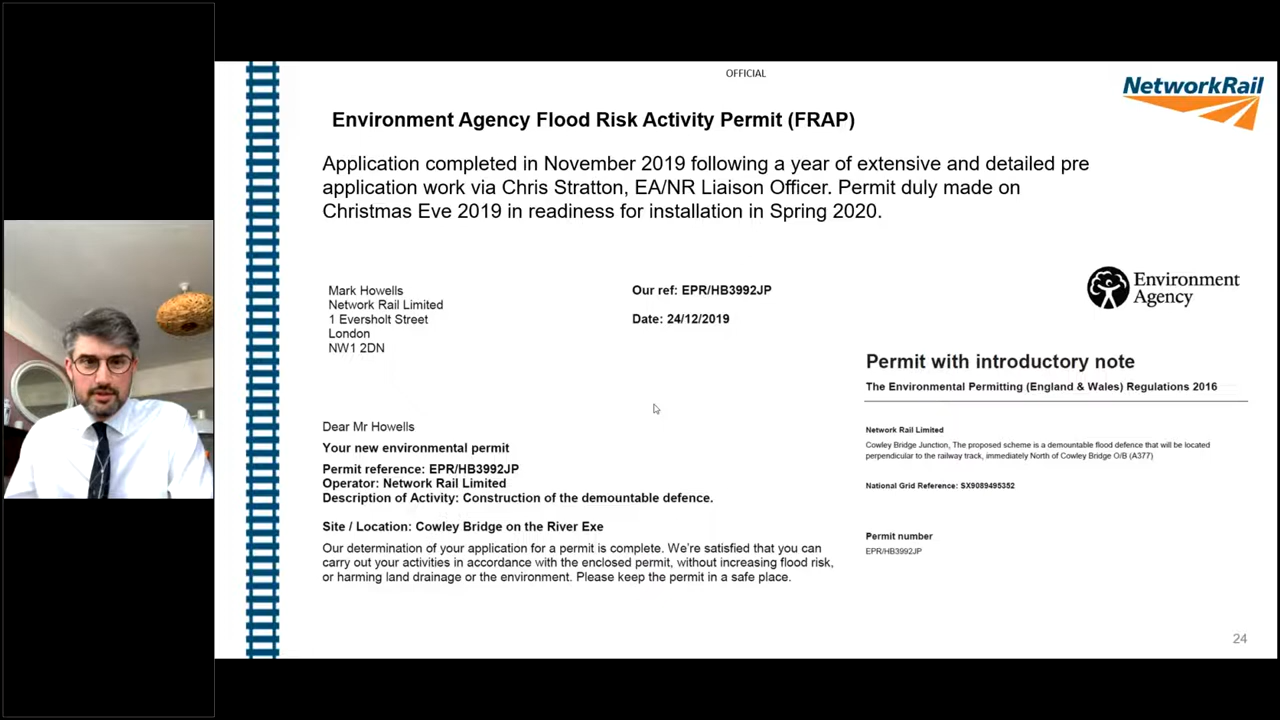 OFFICIAL
NetworkRail
Environment Agency Flood Risk Activity Permit (FRAP)
Application completed in November 2019 following a year of extensive and detailed pre
application work via Chris Stratton, EA/NR Liaison Officer. Permit duly made on
Christmas Eve 2019 in readiness for installation in Spring 2020.
Mark Howells
Network Rail Limited
1 Eversholt Street
London
NW1 2DN
Our ref: EPR/HB3992JP
Date: 24/12/2019
Environment
Agency
Permit with introductory note
The Environmental Permitting (England & Wales) Regulations 2016
Dear Mr Howells
Your new environmental permit
Permit reference: EPR/HB3992JP
Operator: Network Rail Limited
Description of Activity: Construction of the demountable defence.
Site / Location: Cowley Bridge on the River Exe
Our determination of your application for a permit is complete. We're satisfied that you can
carry out your activities in accordance with the enclosed permit, without increasing flood risk,
or harming land drainage or the environment. Please keep the permit in a safe place.
Network Rail Limited
Cowley Bridge Junction, The proposed scheme is a demountable flood defence that will be located
perpendicular to the railway track, immediately North of Cowley Bridge O/B (A377)
National Grid Reference: SX9089495352
Permit number
EPR/HB3992JP
24